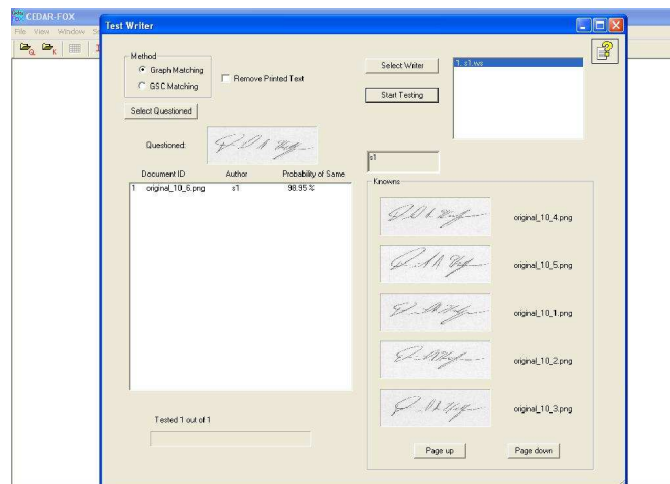 CEDAR-FOX
File View Window
Test Writer
Method
Graph Matching
GSC Matching
Remove Printed Text
Select Writer
Start Testing
1 s1.ws
Select Questioned
Questioned:
s1
Document ID Author Probability of Same
1 original_10_6.png s1 98.95 %
Knowns
original_10_4.png
original_10_5.png
original_10_1.png
original_10_2.png
original_10_3.png
Tested 1 out of 1
Page up Page down